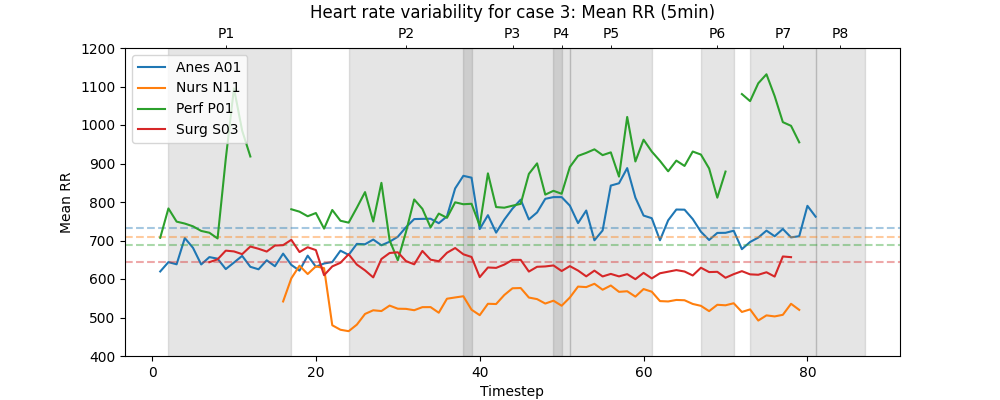 Heart rate variability for case 3: Mean RR (5min)
P1 P2 P3 P4 P5 P6 P7 P8
1200
1100
1000
900
800
700
600
500
400
Mean RR
Anes A01
Nurs N11
Perf P01
Surg S03
0 20 40 60 80
Timestep